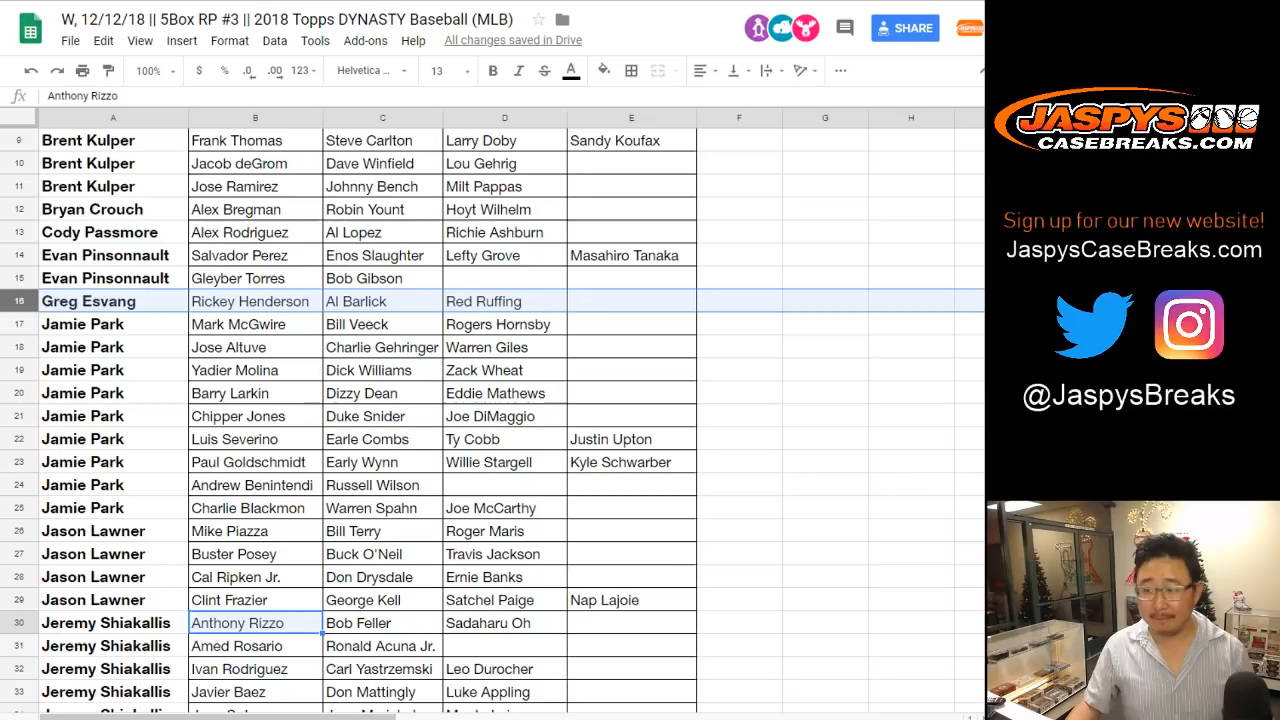 W, 12/12/18 || 5Box RP #3 || 2018 Topps DYNASTY Baseball (MLB)
SHARE
File Edit View Insert Format Data Tools Add-ons Help All changes saved in Drive
100% $ % .0 .00 123 Helvetica ... 13 B I S A
fx Anthony Rizzo
A B C D E F G H
9 Brent Kulper Frank Thomas Steve Carlton Larry Doby Sandy Koufax
10 Brent Kulper Jacob deGrom Dave Winfield Lou Gehrig
11 Brent Kulper Jose Ramirez Johnny Bench Milt Pappas
12 Bryan Crouch Alex Bregman Robin Yount Hoyt Wilhelm
13 Cody Passmore Alex Rodriguez Al Lopez Richie Ashburn
14 Evan Pinsonnault Salvador Perez Enos Slaughter Lefty Grove Masahiro Tanaka
15 Evan Pinsonnault Gleyber Torres Bob Gibson
16 Greg Esvang Rickey Henderson Al Barlick Red Ruffing
17 Jamie Park Mark McGwire Bill Veeck Rogers Hornsby
18 Jamie Park Jose Altuve Charlie Gehringer Warren Giles
19 Jamie Park Yadier Molina Dick Williams Zack Wheat
20 Jamie Park Barry Larkin Dizzy Dean Eddie Mathews
21 Jamie Park Chipper Jones Duke Snider Joe DiMaggio
22 Jamie Park Luis Severino Earle Combs Ty Cobb Justin Upton
23 Jamie Park Paul Goldschmidt Early Wynn Willie Stargell Kyle Schwarber
24 Jamie Park Andrew Benintendi Russell Wilson
25 Jamie Park Charlie Blackmon Warren Spahn Joe McCarthy
26 Jason Lawner Mike Piazza Bill Terry Roger Maris
27 Jason Lawner Buster Posey Buck O'Neil Travis Jackson
28 Jason Lawner Cal Ripken Jr. Don Drysdale Ernie Banks
29 Jason Lawner Clint Frazier George Kell Satchel Paige Nap Lajoie
30 Jeremy Shiakallis Anthony Rizzo Bob Feller Sadaharu Oh
31 Jeremy Shiakallis Amed Rosario Ronald Acuna Jr.
32 Jeremy Shiakallis Ivan Rodriguez Carl Yastrzemski Leo Durocher
33 Jeremy Shiakallis Javier Baez Don Mattingly Luke Appling
JASPYS
CASEBREAKS.COM
Sign up for our new website!
JaspysCaseBreaks.com
@JaspysBreaks